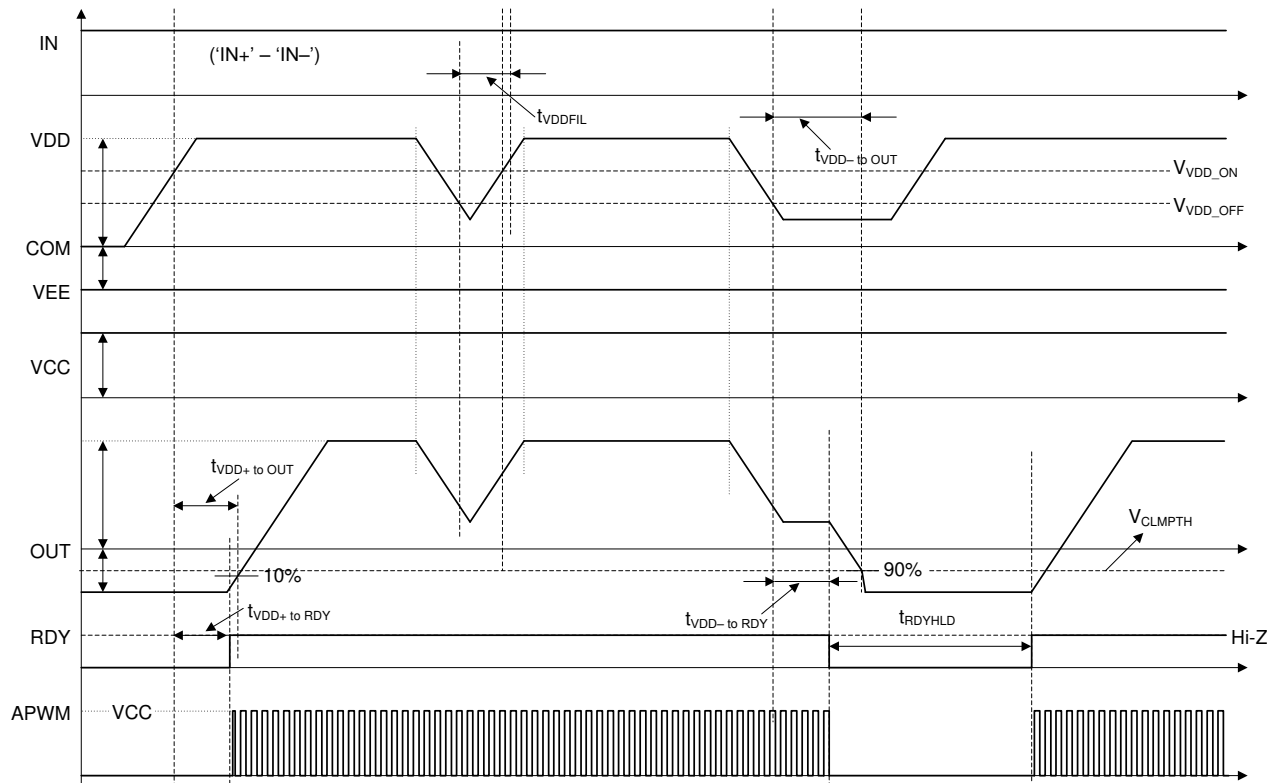 IN
('IN+' – 'IN–')
tVDDFIL
VDD
tVDD– to OUT
VVDD_ON
VVDD_OFF
COM
VEE
VCC
tVDD+ to OUT
VCLMPTH
OUT
10%
90%
tVDD+ to RDY
tVDD– to RDY
tRDYHLD
RDY
Hi-Z
APWM
VCC